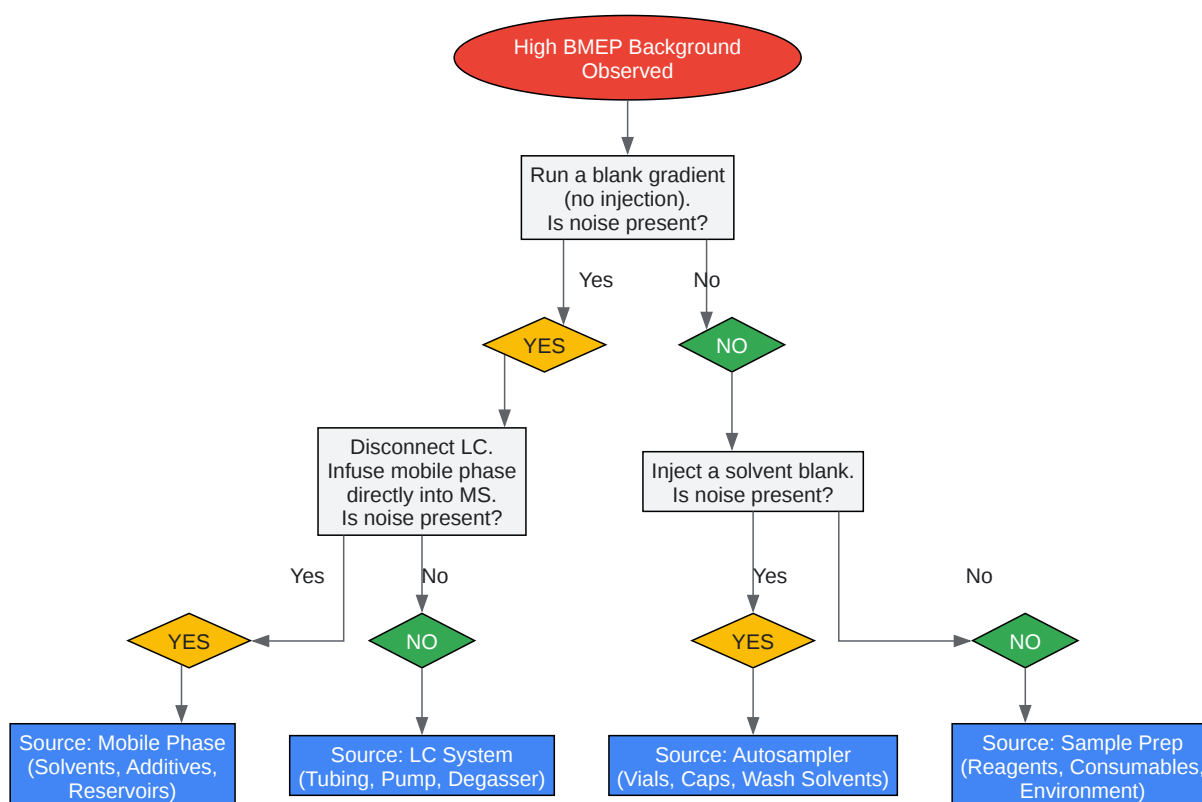 High BMEP Background
Observed
Run a blank gradient
(no injection).
Is noise present?
Yes
No
YES
NO
Disconnect LC.
Infuse mobile phase
directly into MS.
Is noise present?
Inject a solvent blank.
Is noise present?
Yes
No
Yes
No
YES
NO
YES
NO
Source: Mobile Phase
(Solvents, Additives,
Reservoirs)
Source: LC System
(Tubing, Pump, Degasser)
Source: Autosampler
(Vials, Caps, Wash Solvents)
Source: Sample Prep
(Reagents, Consumables,
Environment)